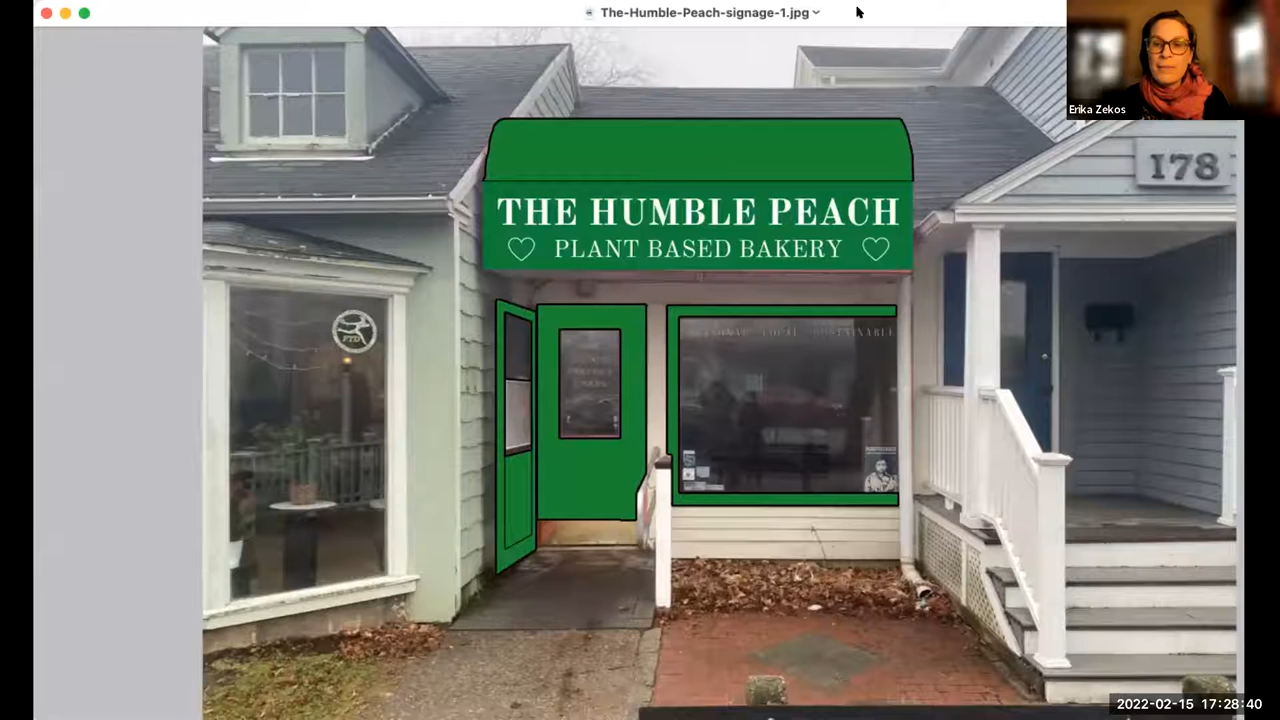 The-Humble-Peach-signage-1.jpg
Erika Zekos
178
THE HUMBLE PEACH
PLANT BASED BAKERY
FTD
2022-02-15 17:28:40